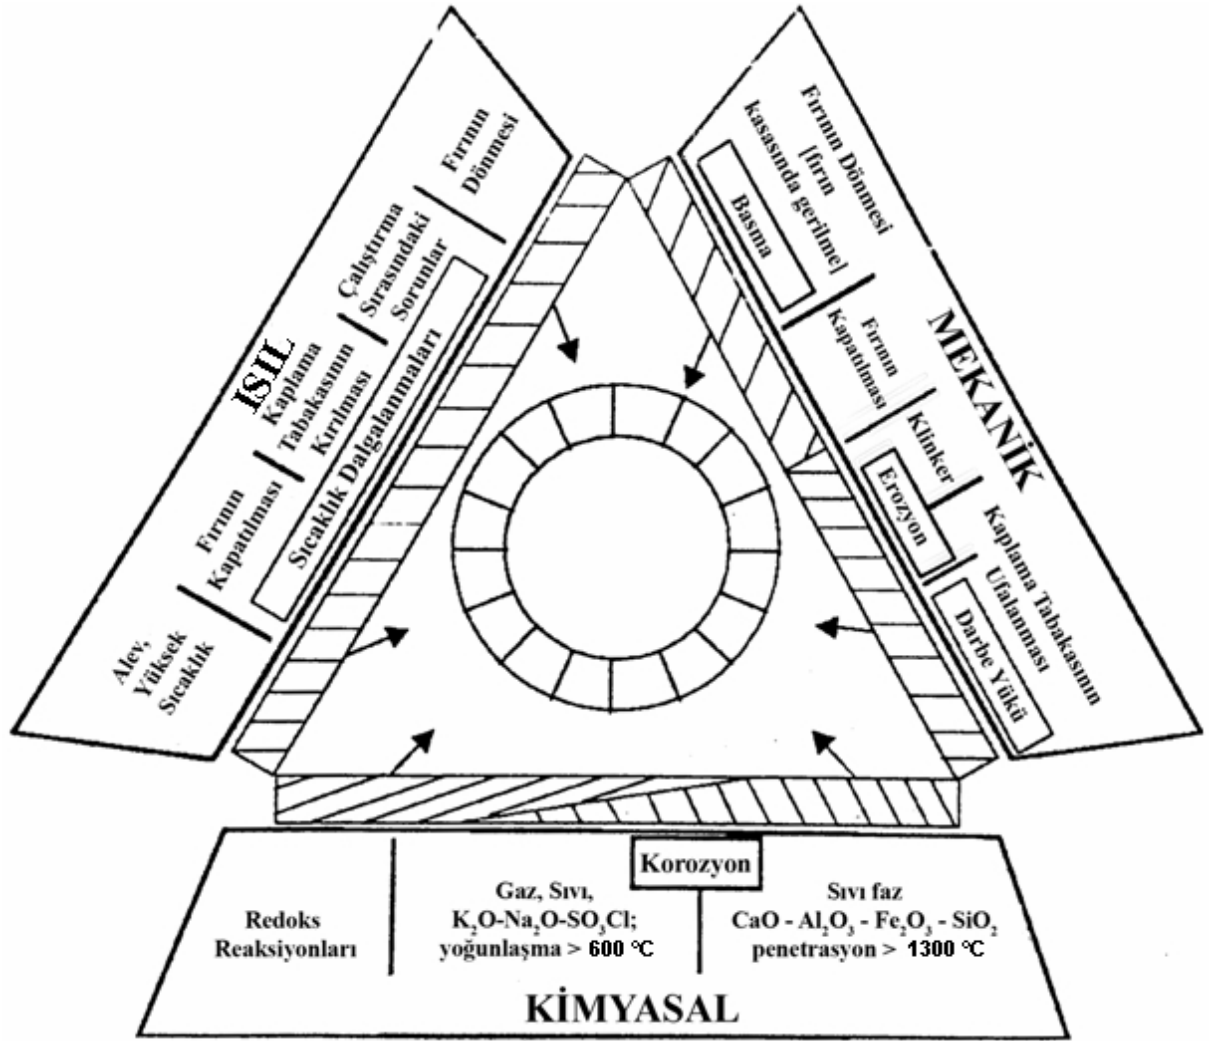 ISIL
Fırının
Dönmesi
Çalıştırma
Sırasındaki
Sorunlar
Kaplama
Tabakasının
Kırılması
Fırının
Kapatılması
Alev,
Yüksek
Sıcaklık
Sıcaklık Dalgalanmaları
MEKANİK
Fırının Dönmesi
[fırın
kasasında gerilme]
Basma
Fırının
Kapatılması
Klinker
Erozyon
Kaplama Tabakasının
Ufalanması
Darbe Yükü
Korozyon
Redoks
Reaksiyonları
Gaz, Sıvı,
K₂O-Na₂O-SO₃Cl;
yoğunlaşma > 600 °C
Sıvı faz
CaO - Al₂O₃ - Fe₂O₃ - SiO₂
penetrasyon > 1300 °C
KİMYASAL